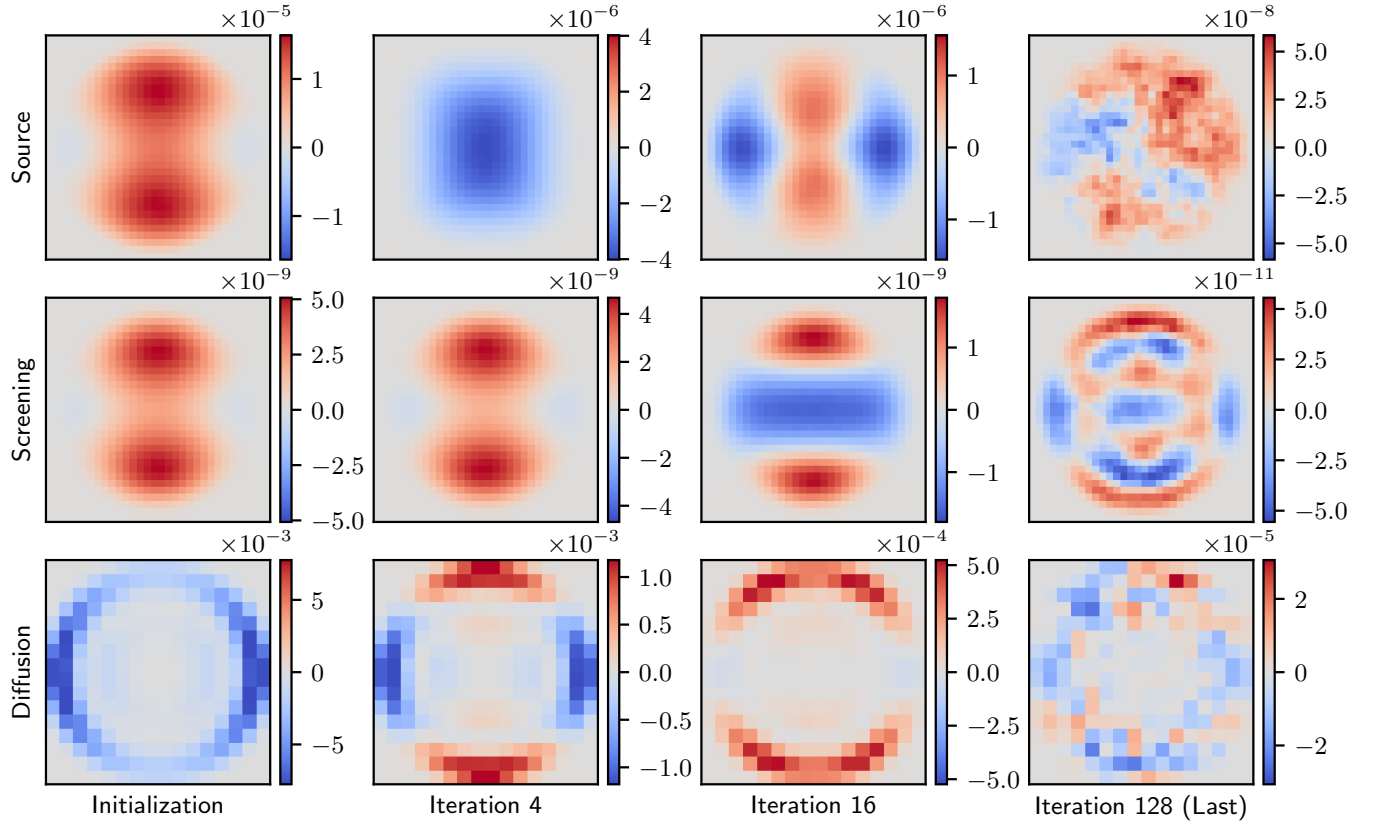 ×10⁻⁵ ×10⁻⁶ ×10⁻⁶ ×10⁻⁸
Source
1 0 −1
4 2 0 −2 −4
1 0 −1
5.0 2.5 0.0 −2.5 −5.0
×10⁻⁹ ×10⁻⁹ ×10⁻⁹ ×10⁻¹¹
Screening
5.0 2.5 0.0 −2.5 −5.0
4 2 0 −2 −4
1 0 −1
5.0 2.5 0.0 −2.5 −5.0
×10⁻³ ×10⁻³ ×10⁻⁴ ×10⁻⁵
Diffusion
5 0 −5
1.0 0.5 0.0 −0.5 −1.0
5.0 2.5 0.0 −2.5 −5.0
2 0 −2
Initialization Iteration 4 Iteration 16 Iteration 128 (Last)